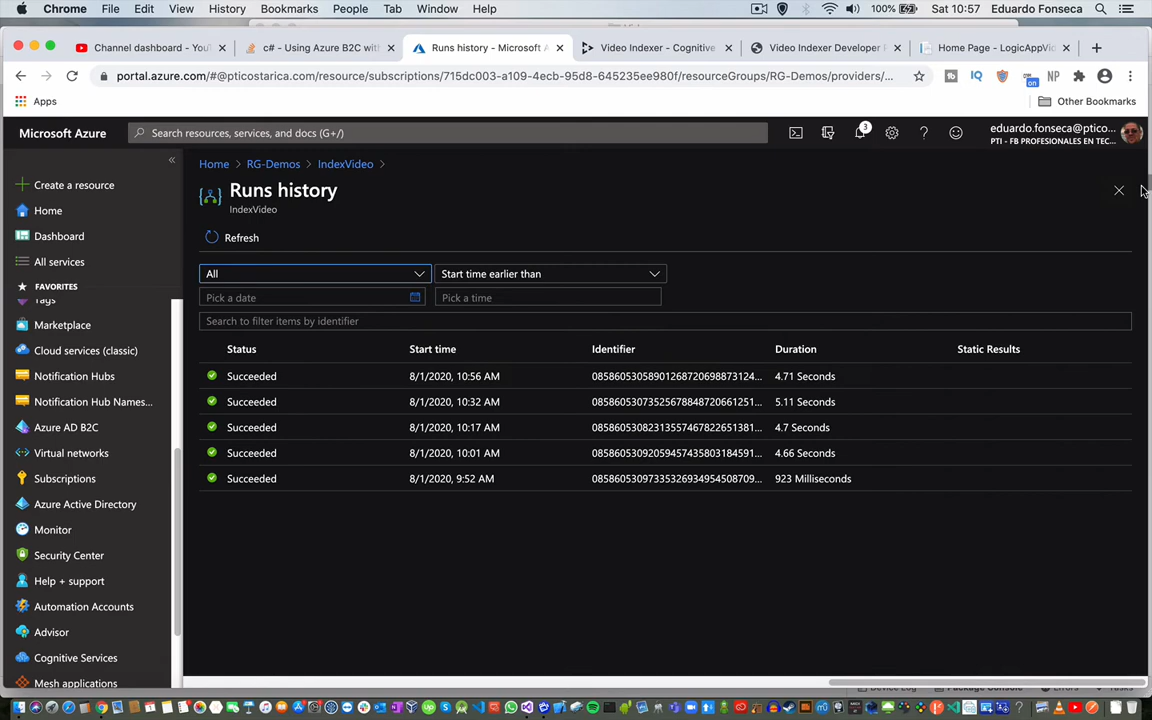 Chrome File Edit View History Bookmarks People Tab Window Help 100% Sat 10:57 Eduardo Fonseca
Channel dashboard - YouT
c# - Using Azure B2C with
Runs history - Microsoft A
Video Indexer - Cognitive
Video Indexer Developer P
Home Page - LogicAppVid
portal.azure.com/#@pticostarica.com/resource/subscriptions/715dc003-a109-4ecb-95d8-645235ee980f/resourceGroups/RG-Demos/providers/...
Apps
Other Bookmarks
Microsoft Azure
Search resources, services, and docs (G+/)
3
eduardo.fonseca@ptico...
PTI - FB PROFESIONALES EN TEC...
Create a resource
Home
Dashboard
All services
FAVORITES
Tags
Marketplace
Cloud services (classic)
Notification Hubs
Notification Hub Names...
Azure AD B2C
Virtual networks
Subscriptions
Azure Active Directory
Monitor
Security Center
Help + support
Automation Accounts
Advisor
Cognitive Services
Mesh applications
Home > RG-Demos > IndexVideo >
Runs history
IndexVideo
Refresh
All
Start time earlier than
Pick a date
Pick a time
Search to filter items by identifier
Status Start time Identifier Duration Static Results
Succeeded 8/1/2020, 10:56 AM 08586053058901268720698873124... 4.71 Seconds
Succeeded 8/1/2020, 10:32 AM 08586053073525678848720661251... 5.11 Seconds
Succeeded 8/1/2020, 10:17 AM 08586053082313557467822651381... 4.7 Seconds
Succeeded 8/1/2020, 10:01 AM 08586053092059457435803184591... 4.66 Seconds
Succeeded 8/1/2020, 9:52 AM 08586053097335326934954508709... 923 Milliseconds